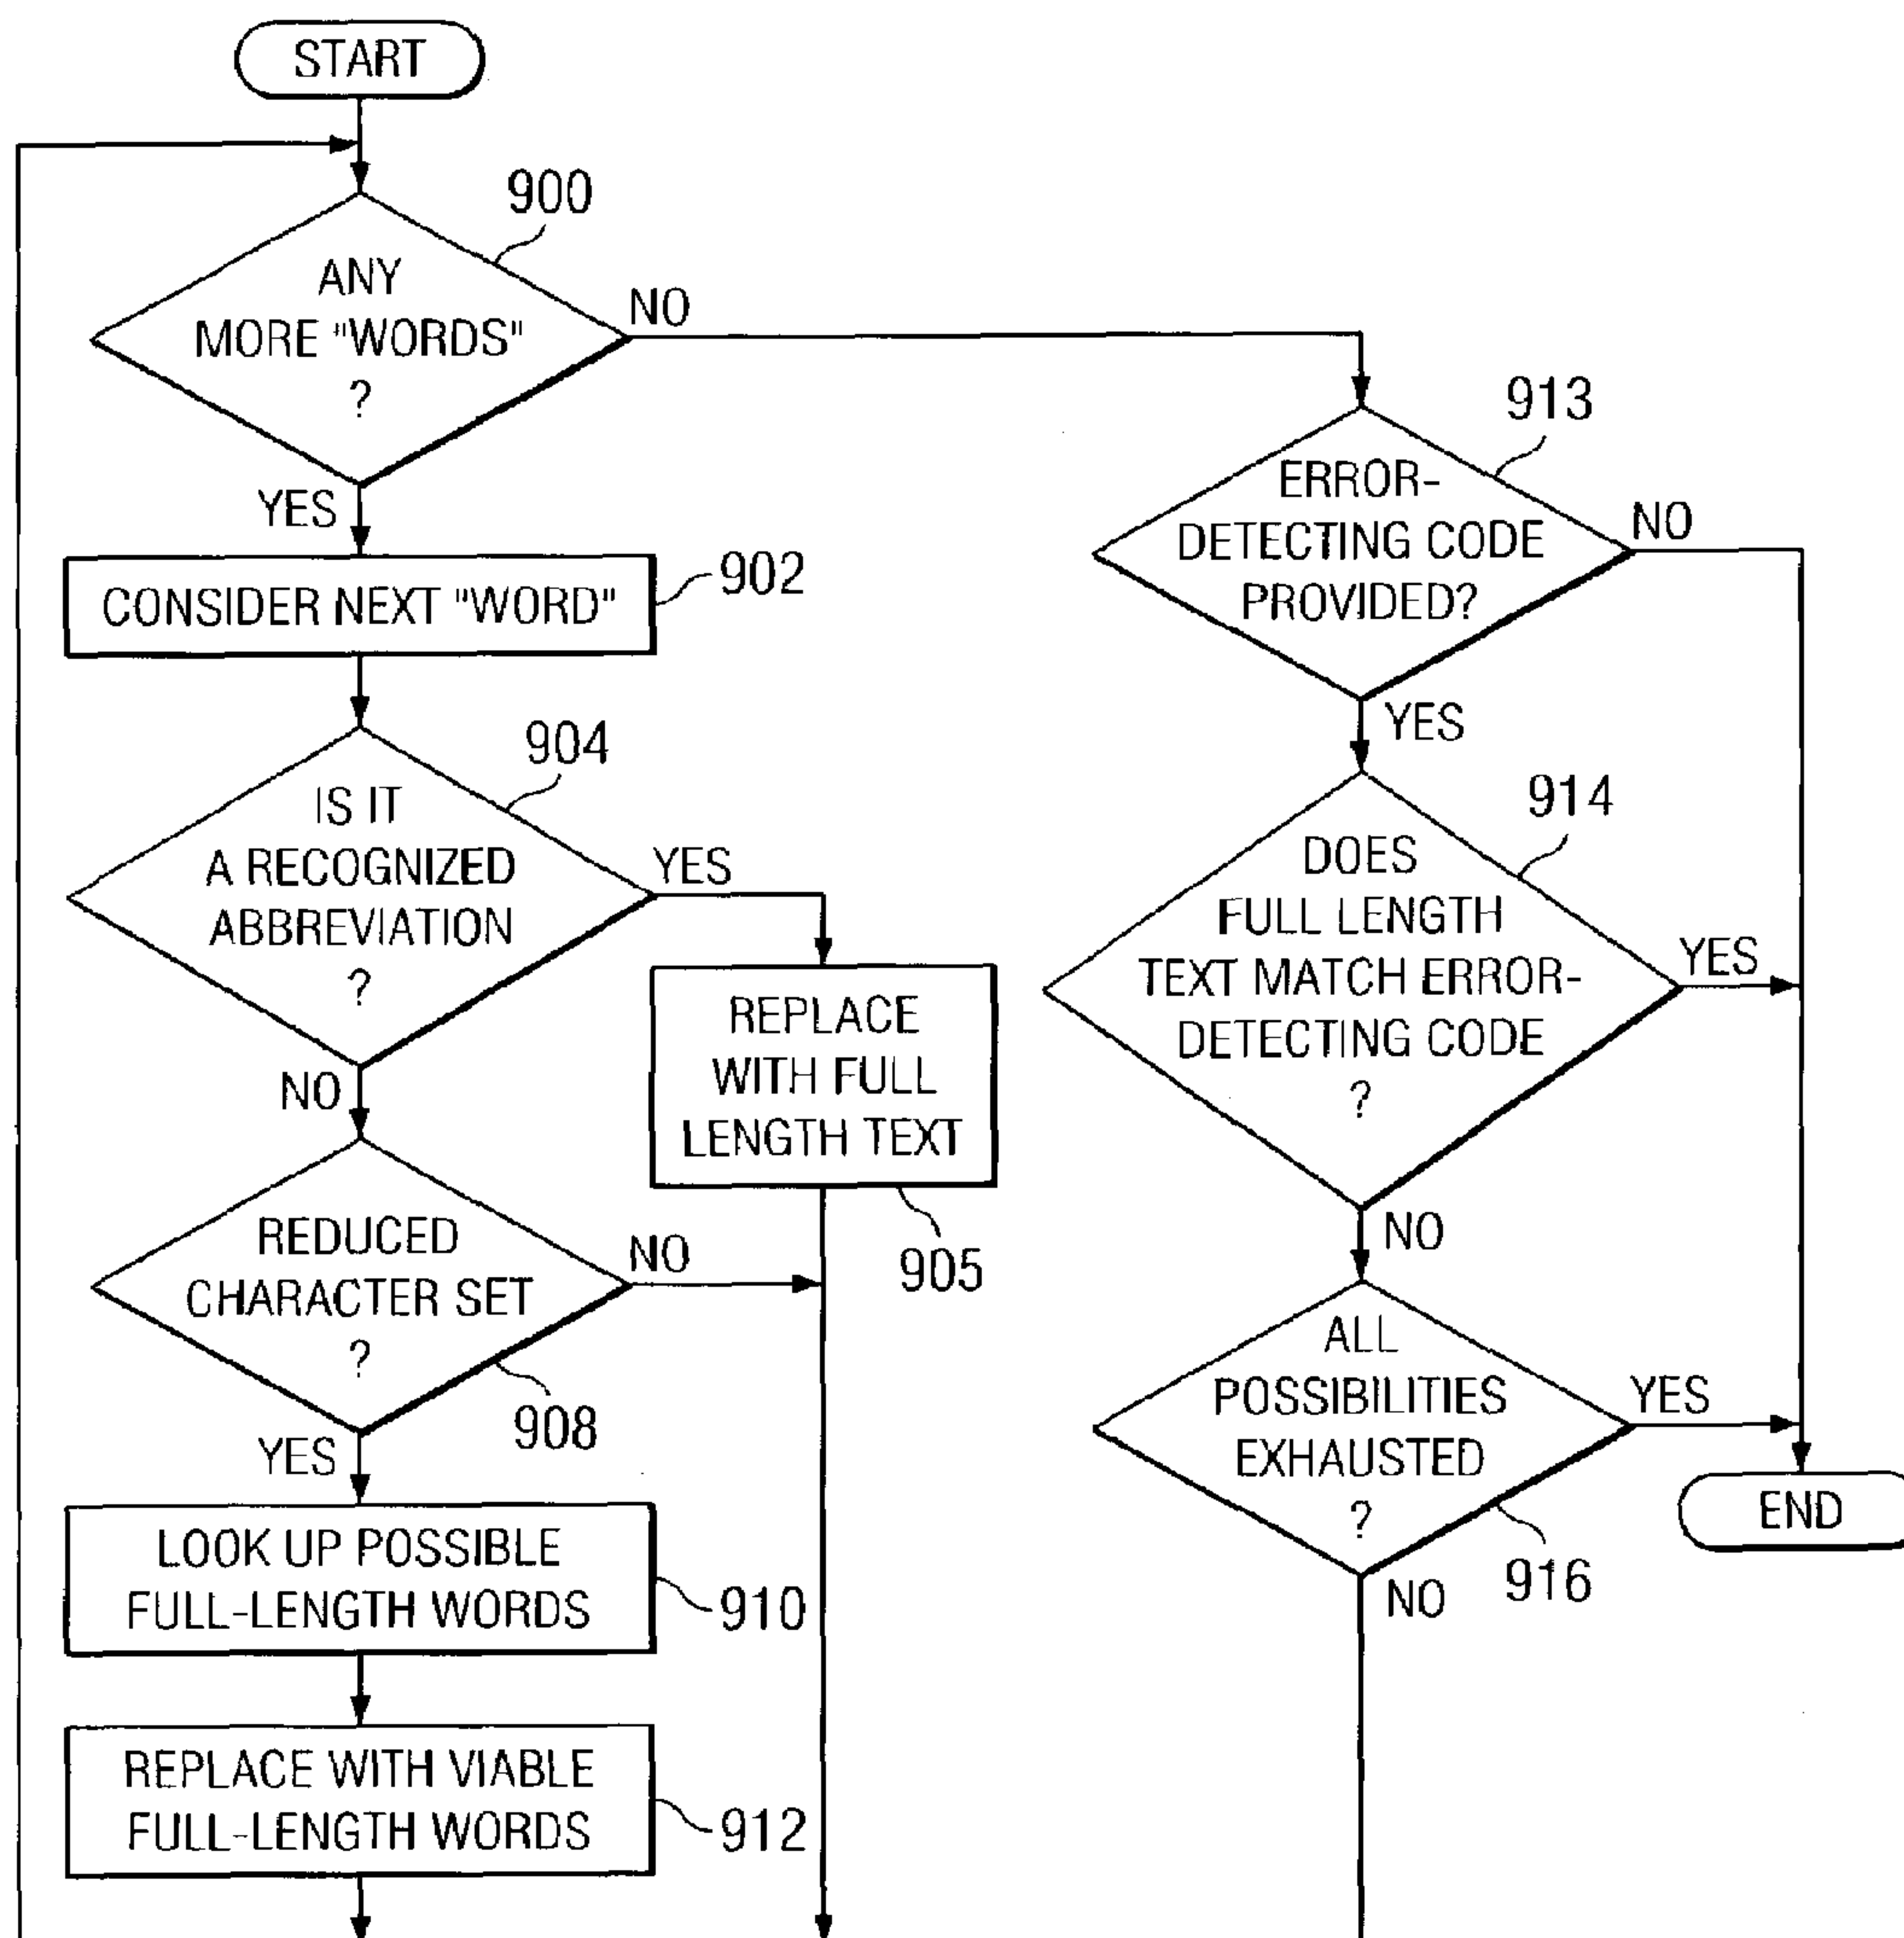 START
900
ANY
MORE "WORDS"
?
NO
YES
902
CONSIDER NEXT "WORD"
904
IS IT
A RECOGNIZED
ABBREVIATION
?
YES
NO
REPLACE
WITH FULL
LENGTH TEXT
905
REDUCED
CHARACTER SET
?
NO
908
YES
LOOK UP POSSIBLE
FULL-LENGTH WORDS
910
REPLACE WITH VIABLE
FULL-LENGTH WORDS
912
913
ERROR-
DETECTING CODE
PROVIDED?
NO
YES
914
DOES
FULL LENGTH
TEXT MATCH ERROR-
DETECTING CODE
?
YES
NO
ALL
POSSIBILITIES
EXHAUSTED
?
YES
916
NO
END